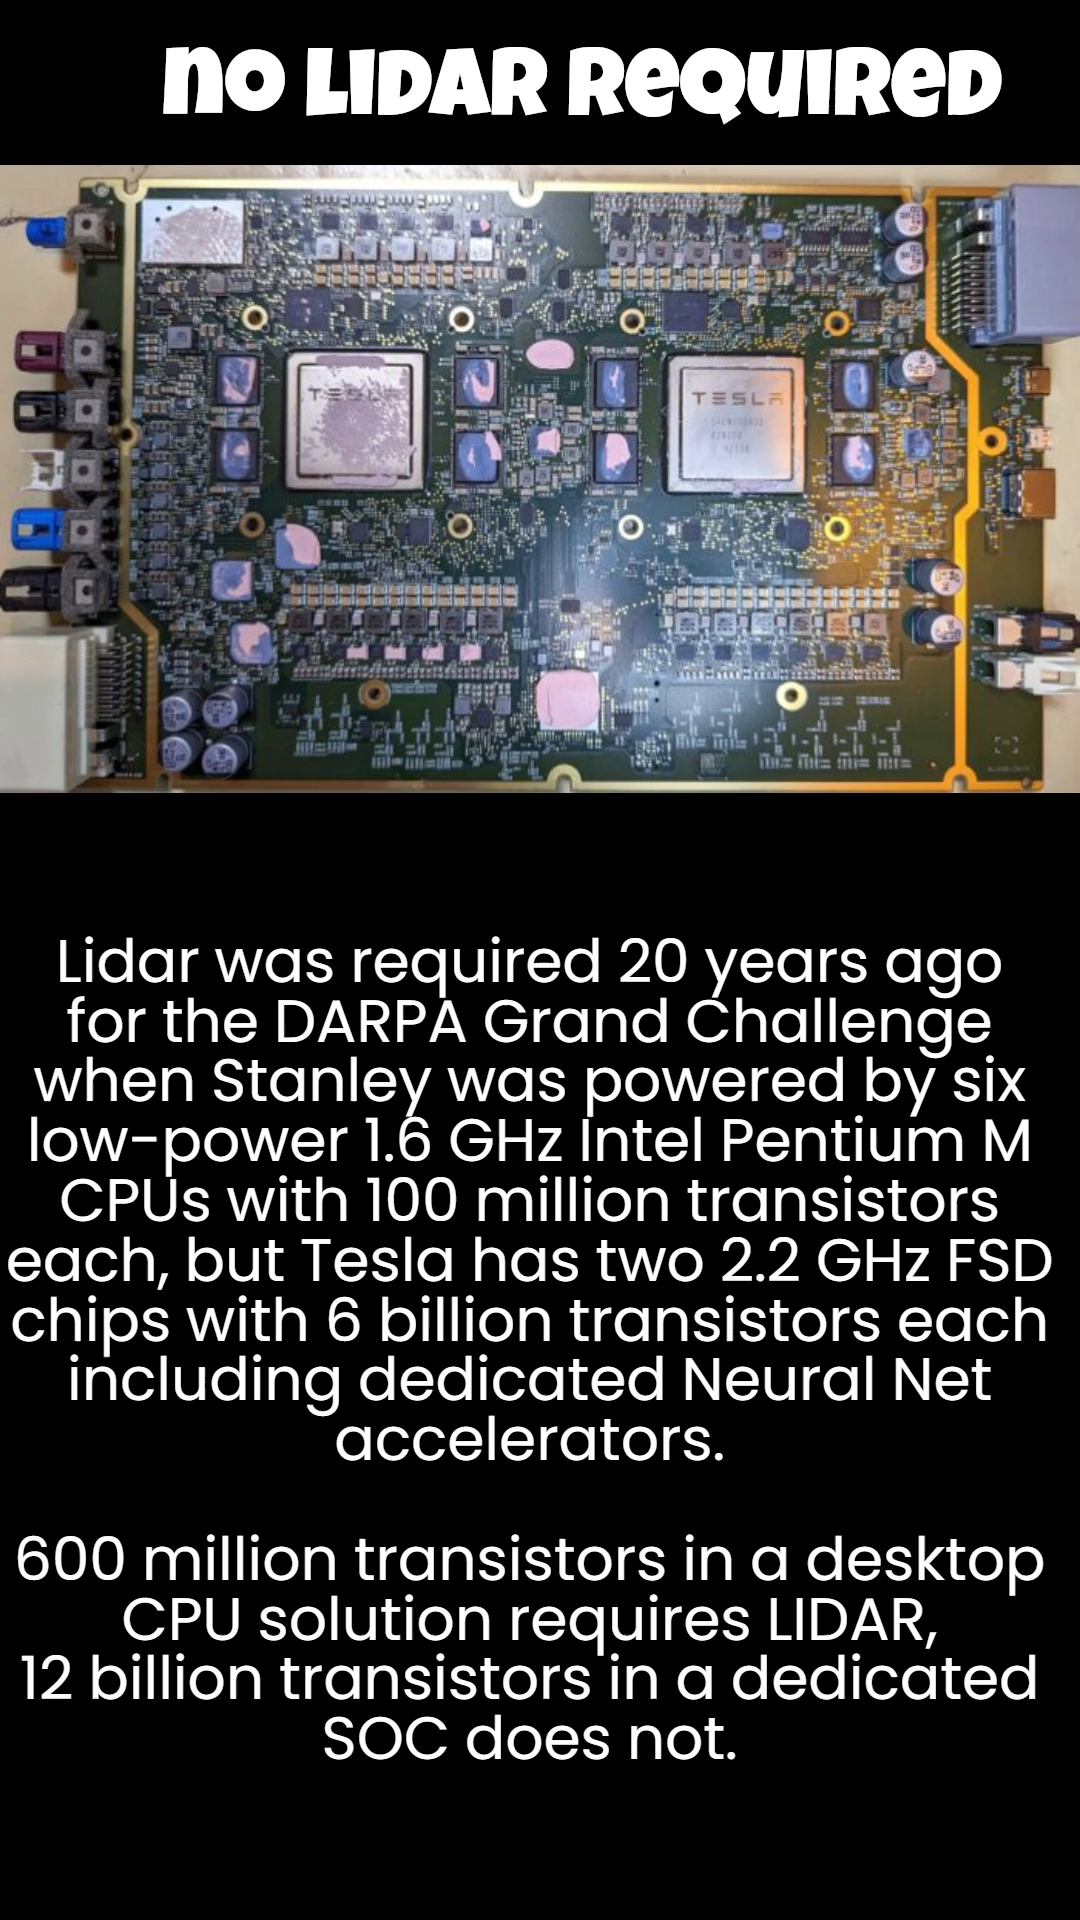 no LIDAR ReQUIReD
TESLA
TESLA
Lidar was required 20 years ago
for the DARPA Grand Challenge
when Stanley was powered by six
low-power 1.6 GHz Intel Pentium M
CPUs with 100 million transistors
each, but Tesla has two 2.2 GHz FSD
chips with 6 billion transistors each
including dedicated Neural Net
accelerators.
600 million transistors in a desktop
CPU solution requires LIDAR,
12 billion transistors in a dedicated
SOC does not.